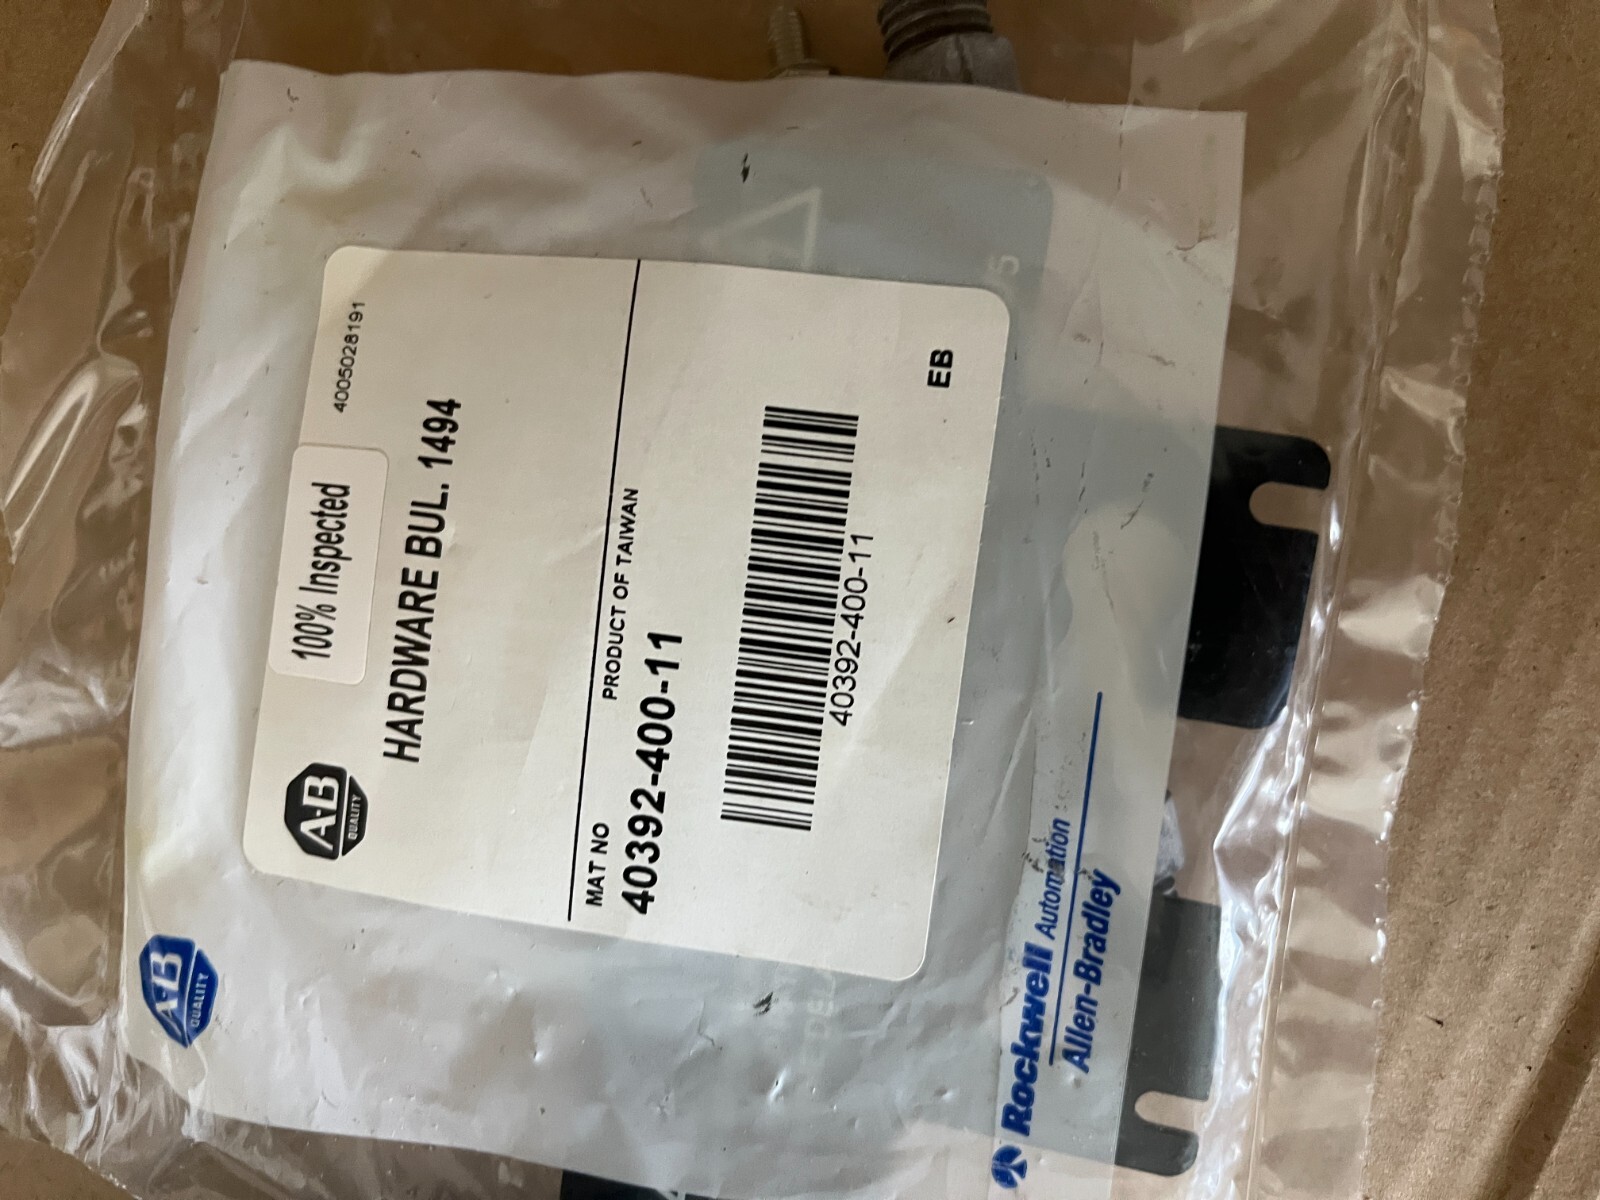 A-B
QUALITY
100% Inspected
4005028191
A-B
QUALITY
HARDWARE BUL. 1494
MAT NO
PRODUCT OF TAIWAN
40392-400-11
40392-400-11
EB
Rockwell Automation
Allen-Bradley